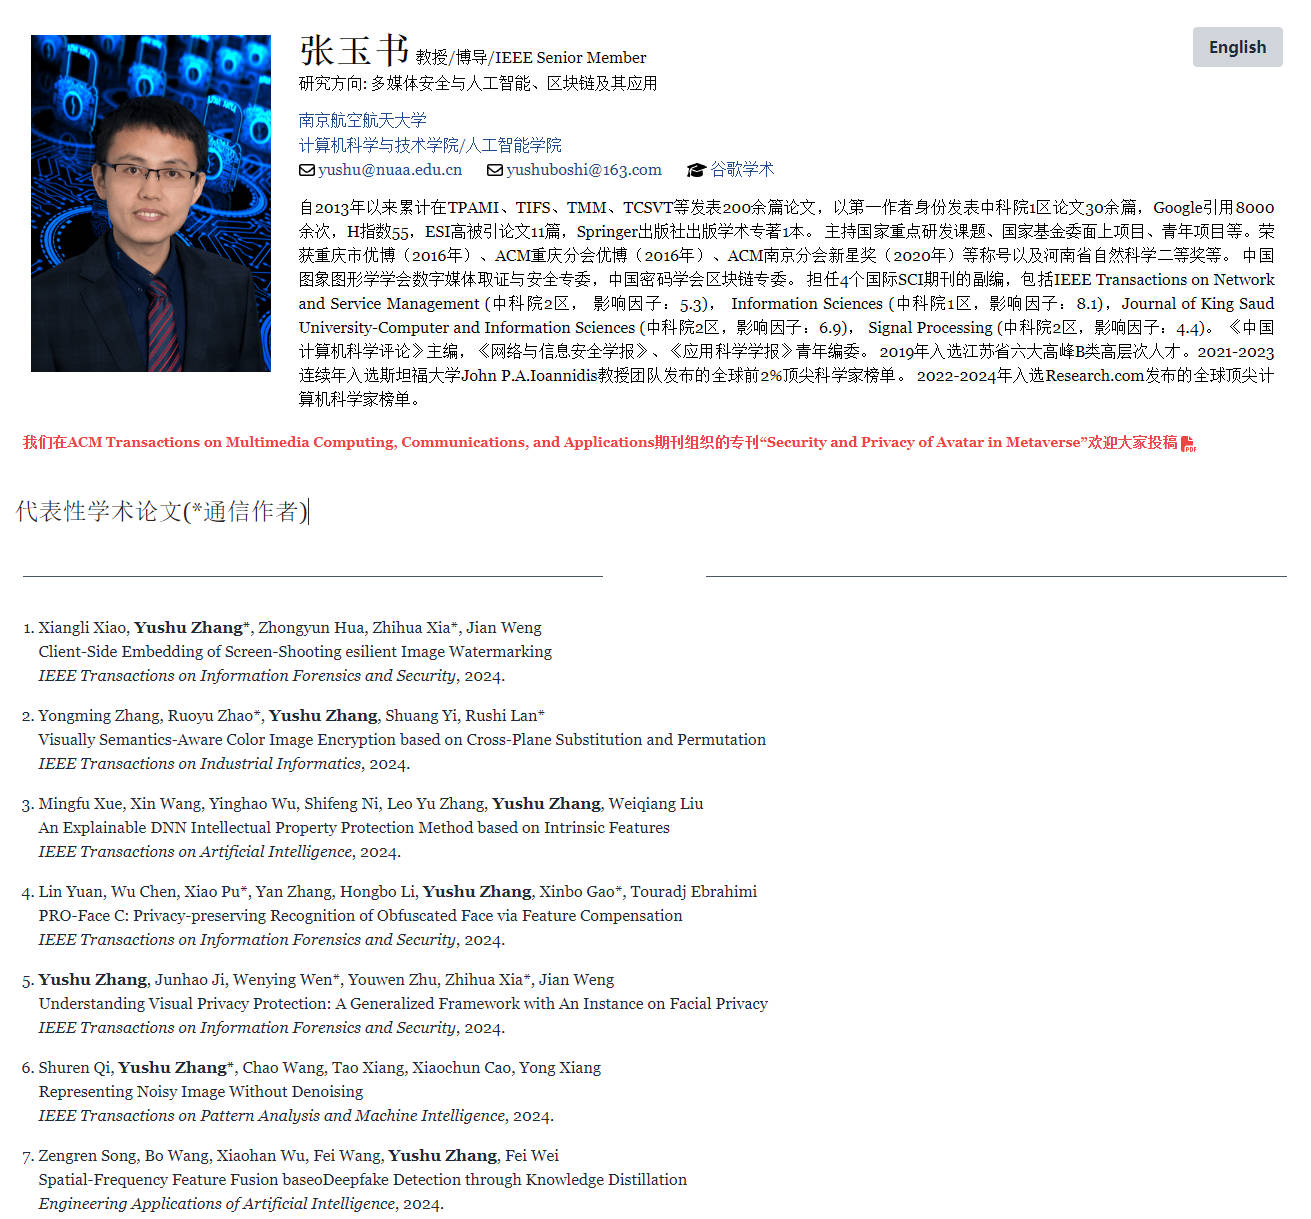 张玉书 教授/博导/IEEE Senior Member
English
研究方向: 多媒体安全与人工智能、区块链及其应用
南京航空航天大学
计算机科学与技术学院/人工智能学院
yushu@nuaa.edu.cn yushuboshi@163.com 谷歌学术
自2013年以来累计在TPAMI、TIFS、TMM、TCSVT等发表200余篇论文，以第一作者身份发表中科院1区论文30余篇，Google引用8000
余次，H指数55，ESI高被引论文11篇，Springer出版社出版学术专著1本。 主持国家重点研发课题、国家基金委面上项目、青年项目等。荣
获重庆市优博（2016年）、ACM重庆分会优博（2016年）、ACM南京分会新星奖（2020年）等称号以及河南省自然科学二等奖等。 中国
图象图形学学会数字媒体取证与安全专委，中国密码学会区块链专委。 担任4个国际SCI期刊的副编，包括IEEE Transactions on Network
and Service Management (中科院2区， 影响因子：5.3)， Information Sciences (中科院1区，影响因子：8.1)，Journal of King Saud
University-Computer and Information Sciences (中科院2区，影响因子：6.9)， Signal Processing (中科院2区，影响因子：4.4)。《中国
计算机科学评论》主编，《网络与信息安全学报》、《应用科学学报》青年编委。 2019年入选江苏省六大高峰B类高层次人才。2021-2023
连续年入选斯坦福大学John P.A.Ioannidis教授团队发布的全球前2%顶尖科学家榜单。 2022-2024年入选Research.com发布的全球顶尖计
算机科学家榜单。
我们在ACM Transactions on Multimedia Computing, Communications, and Applications期刊组织的专刊“Security and Privacy of Avatar in Metaverse”欢迎大家投稿
代表性学术论文(*通信作者)
1. Xiangli Xiao, Yushu Zhang*, Zhongyun Hua, Zhihua Xia*, Jian Weng
Client-Side Embedding of Screen-Shooting esilient Image Watermarking
IEEE Transactions on Information Forensics and Security, 2024.
2. Yongming Zhang, Ruoyu Zhao*, Yushu Zhang, Shuang Yi, Rushi Lan*
Visually Semantics-Aware Color Image Encryption based on Cross-Plane Substitution and Permutation
IEEE Transactions on Industrial Informatics, 2024.
3. Mingfu Xue, Xin Wang, Yinghao Wu, Shifeng Ni, Leo Yu Zhang, Yushu Zhang, Weiqiang Liu
An Explainable DNN Intellectual Property Protection Method based on Intrinsic Features
IEEE Transactions on Artificial Intelligence, 2024.
4. Lin Yuan, Wu Chen, Xiao Pu*, Yan Zhang, Hongbo Li, Yushu Zhang, Xinbo Gao*, Touradj Ebrahimi
PRO-Face C: Privacy-preserving Recognition of Obfuscated Face via Feature Compensation
IEEE Transactions on Information Forensics and Security, 2024.
5. Yushu Zhang, Junhao Ji, Wenying Wen*, Youwen Zhu, Zhihua Xia*, Jian Weng
Understanding Visual Privacy Protection: A Generalized Framework with An Instance on Facial Privacy
IEEE Transactions on Information Forensics and Security, 2024.
6. Shuren Qi, Yushu Zhang*, Chao Wang, Tao Xiang, Xiaochun Cao, Yong Xiang
Representing Noisy Image Without Denoising
IEEE Transactions on Pattern Analysis and Machine Intelligence, 2024.
7. Zengren Song, Bo Wang, Xiaohan Wu, Fei Wang, Yushu Zhang, Fei Wei
Spatial-Frequency Feature Fusion baseoDeepfake Detection through Knowledge Distillation
Engineering Applications of Artificial Intelligence, 2024.